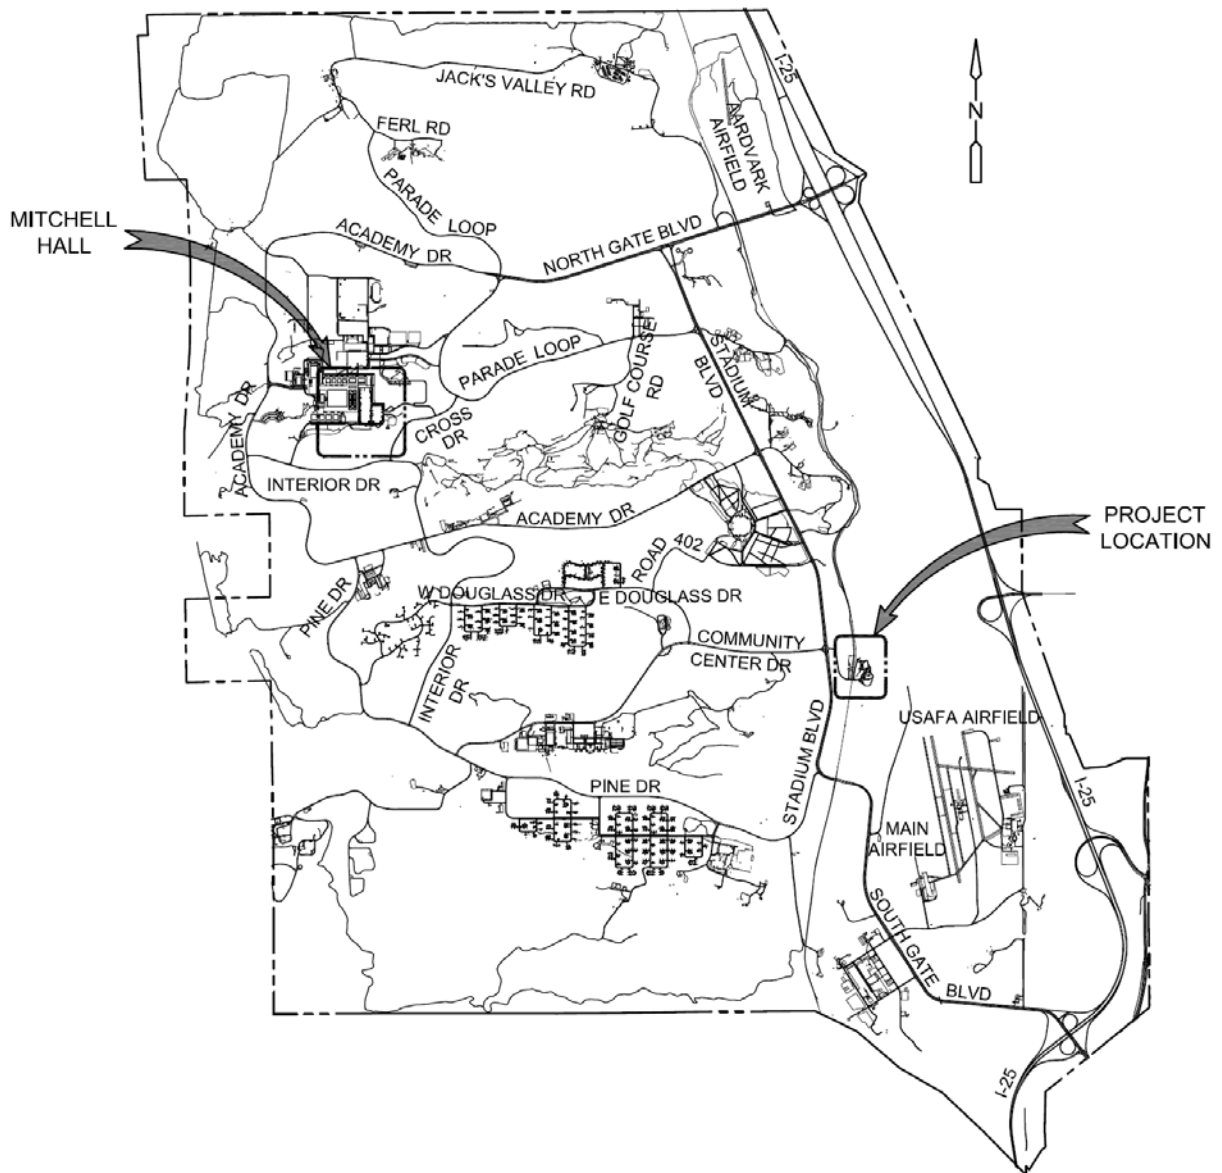 I-25
JACK'S VALLEY RD
N
FERL RD
AARDVARK
AIRFIELD
PARADE LOOP
MITCHELL
HALL
ACADEMY DR
NORTH GATE BLVD
PARADE LOOP
GOLF COURSE
RD
STADIUM
BLVD
ACADEMY DR
CROSS
DR
INTERIOR DR
ACADEMY DR
PROJECT
LOCATION
ROAD 402
PINE DR
W DOUGLASS DR
E DOUGLASS DR
COMMUNITY
CENTER DR
INTERIOR
DR
USAFA AIRFIELD
STADIUM BLVD
PINE DR
I-25
MAIN
AIRFIELD
SOUTH GATE
BLVD
I-25